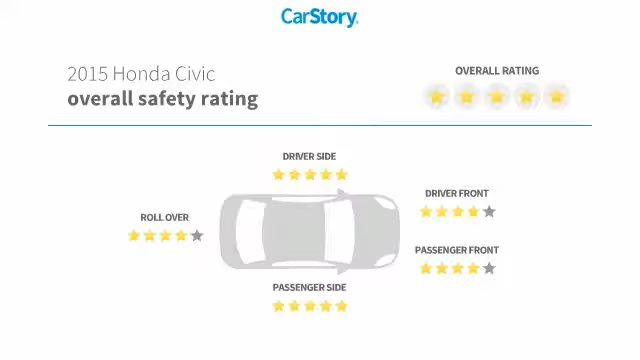 CarStory
2015 Honda Civic
overall safety rating
OVERALL RATING
DRIVER SIDE
DRIVER FRONT
ROLL OVER
PASSENGER FRONT
PASSENGER SIDE